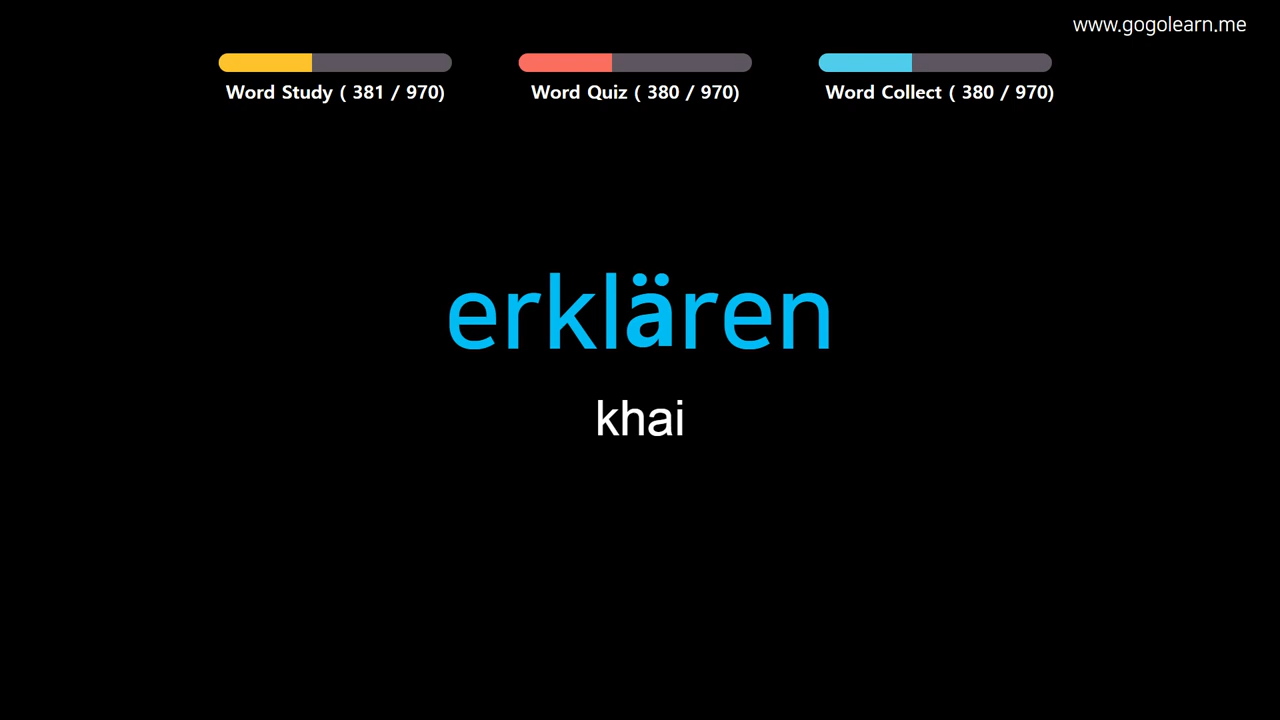 www.gogolearn.me
Word Study ( 381 / 970)
Word Quiz ( 380 / 970)
Word Collect ( 380 / 970)
erklären
khai